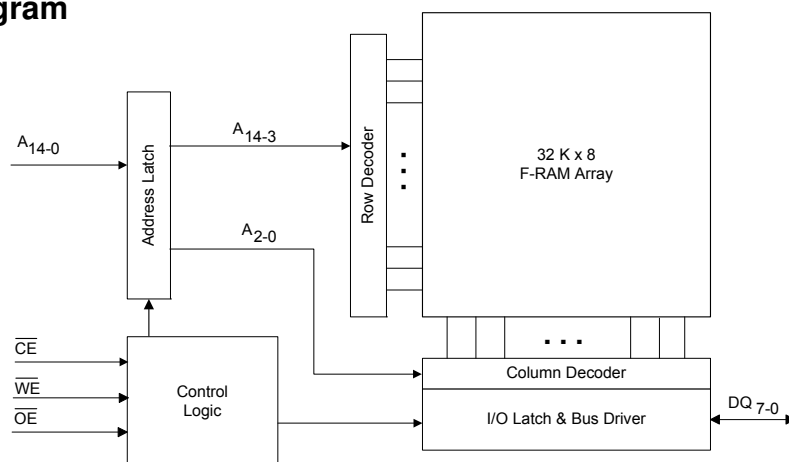 gram
A14-0
Address Latch
A14-3
A2-0
Row Decoder
32 K x 8
F-RAM Array
CE
WE
OE
Control
Logic
Column Decoder
I/O Latch & Bus Driver
DQ 7-0